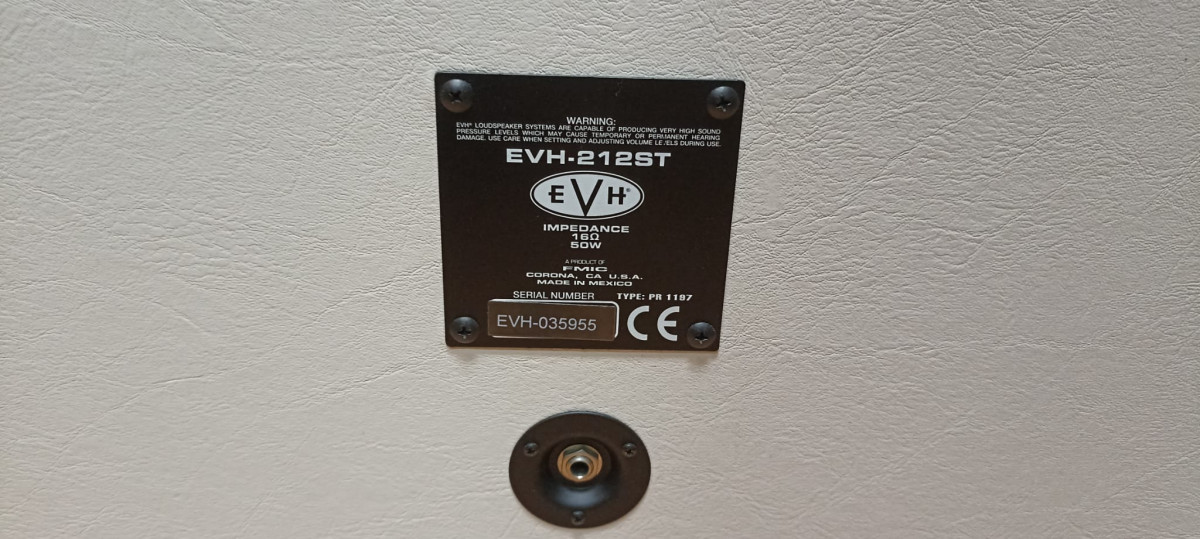 WARNING:
EVH® LOUDSPEAKER SYSTEMS ARE CAPABLE OF PRODUCING VERY HIGH SOUND
PRESSURE LEVELS WHICH MAY CAUSE TEMPORARY OR PERMANENT HEARING
DAMAGE. USE CARE WHEN SETTING AND ADJUSTING VOLUME LE/ELS DURING USE.
EVH-212ST
EVH®
IMPEDANCE
16Ω
50W
A PRODUCT OF
FMIC
CORONA, CA U.S.A.
MADE IN MEXICO
SERIAL NUMBER TYPE: PR 1197
EVH-035955 CE